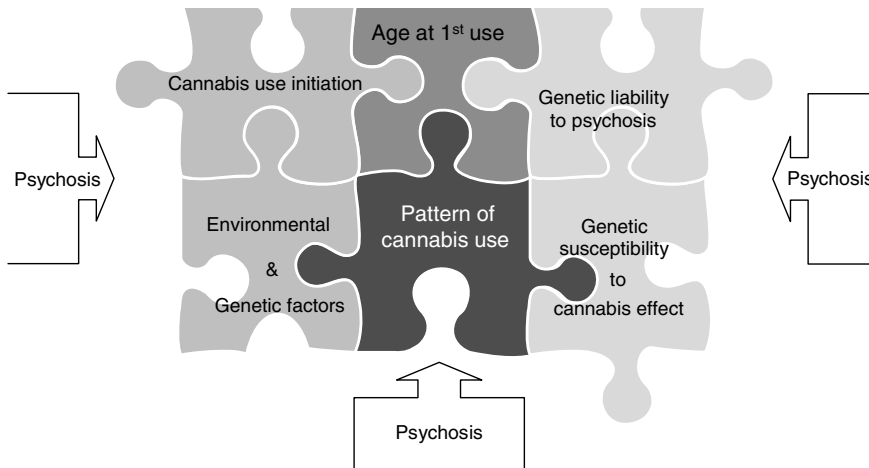 Age at 1st use
Cannabis use initiation
Genetic liability
to psychosis
Psychosis
Psychosis
Environmental
&
Genetic factors
Pattern of
cannabis use
Genetic
susceptibility
to
cannabis effect
Psychosis